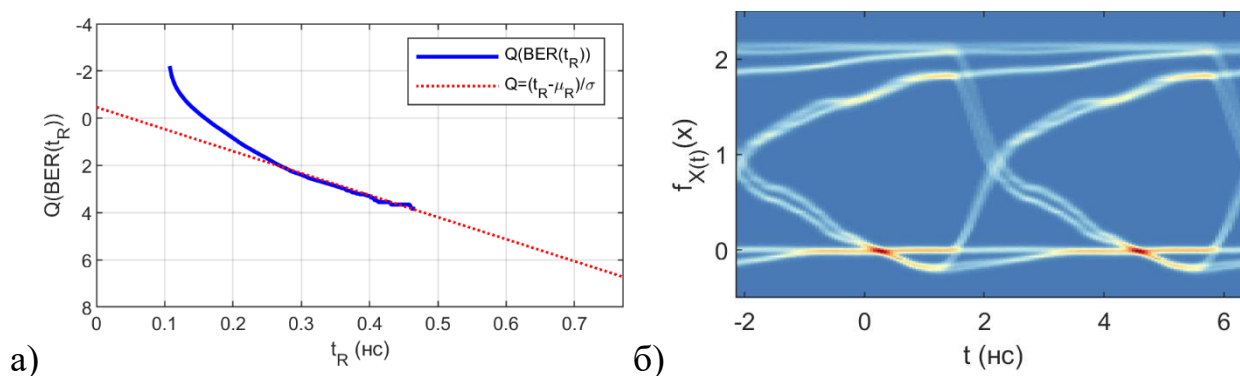 а)
Q(BER(t_R))
-4
-2
0
2
4
6
8
0 0.1 0.2 0.3 0.4 0.5 0.6 0.7
t_R (нс)
Q(BER(t_R))
Q=(t_R-μ_R)/σ
б)
f_X(t)(x)
2
1
0
-2 0 2 4 6
t (нс)